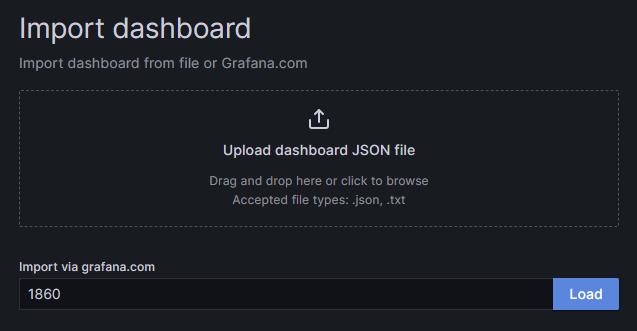 Import dashboard
Import dashboard from file or Grafana.com
Upload dashboard JSON file
Drag and drop here or click to browse
Accepted file types: .json, .txt
Import via grafana.com
1860
Load